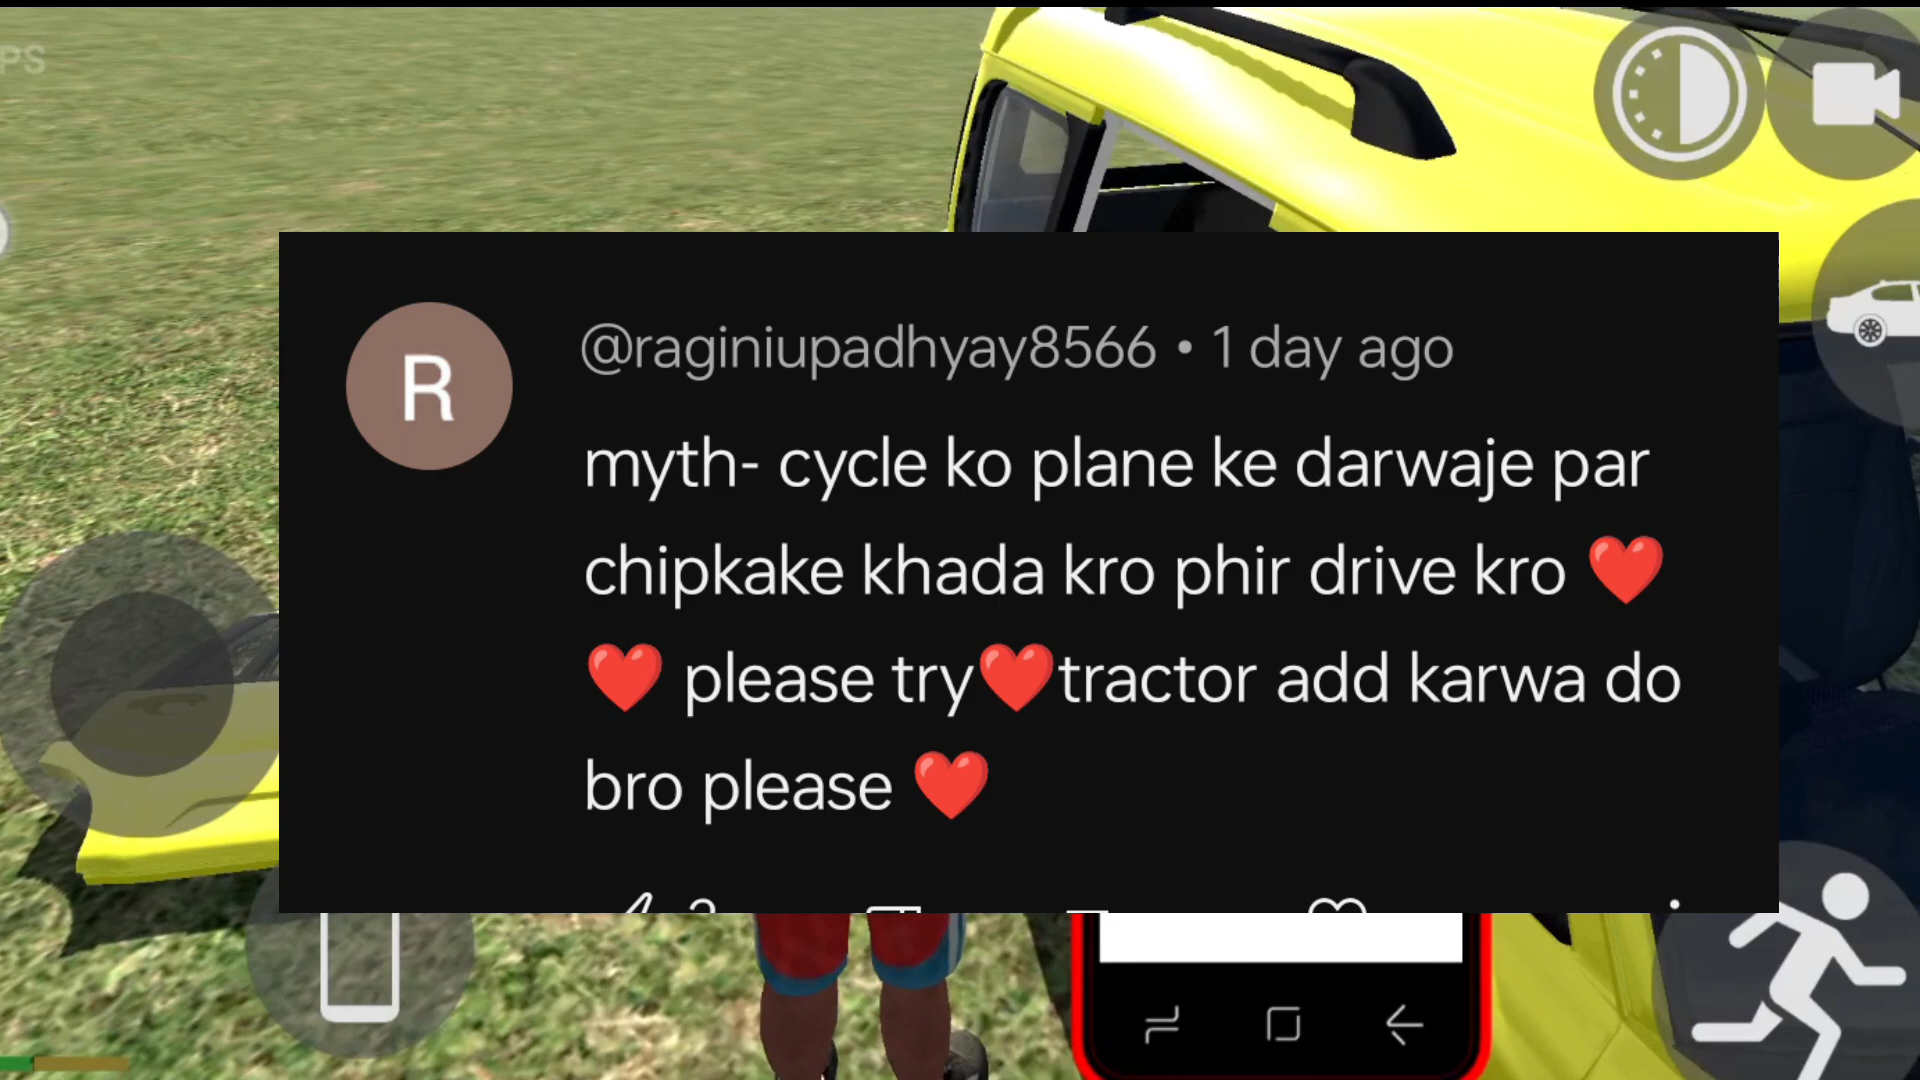 PS
@raginiupadhyay8566 • 1 day ago
R
myth- cycle ko plane ke darwaje par
chipkake khada kro phir drive kro ❤️
❤️ please try❤️tractor add karwa do
bro please ❤️